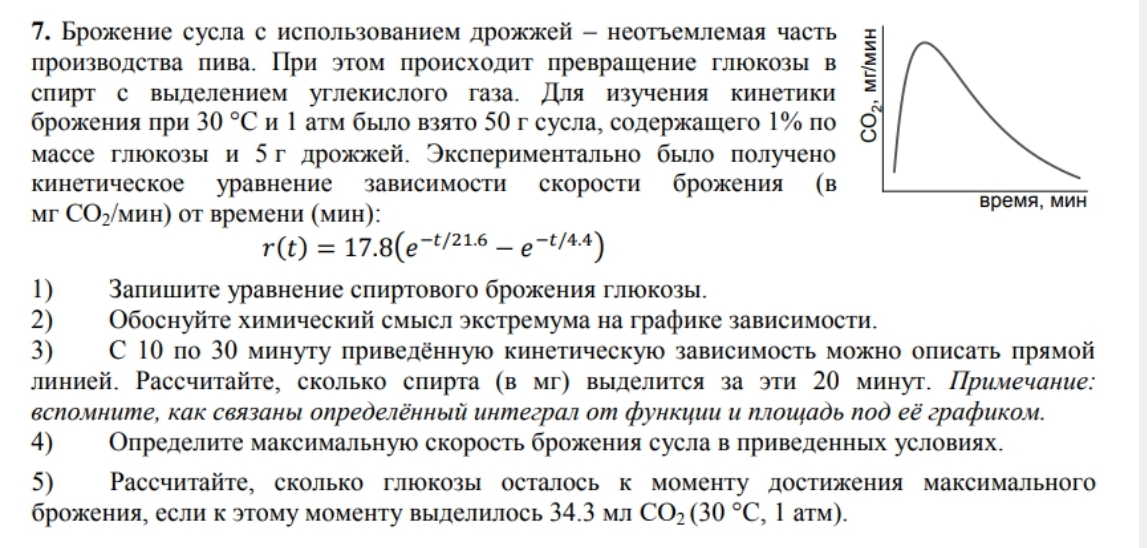 7. Брожение сусла с использованием дрожжей – неотъемлемая часть
производства пива. При этом происходит превращение глюкозы в
спирт с выделением углекислого газа. Для изучения кинетики
брожения при 30 °C и 1 атм было взято 50 г сусла, содержащего 1% по
массе глюкозы и 5 г дрожжей. Экспериментально было получено
кинетическое уравнение зависимости скорости брожения (в
мг CO₂/мин) от времени (мин):
r(t) = 17.8(e^{-t/21.6} − e^{-t/4.4})
CO₂, мг/мин
время, мин
1) Запишите уравнение спиртового брожения глюкозы.
2) Обоснуйте химический смысл экстремума на графике зависимости.
3) С 10 по 30 минуту приведённую кинетическую зависимость можно описать прямой
линией. Рассчитайте, сколько спирта (в мг) выделится за эти 20 минут. Примечание:
вспомните, как связаны определённый интеграл от функции и площадь под её графиком.
4) Определите максимальную скорость брожения сусла в приведенных условиях.
5) Рассчитайте, сколько глюкозы осталось к моменту достижения максимального
брожения, если к этому моменту выделилось 34.3 мл CO₂ (30 °C, 1 атм).